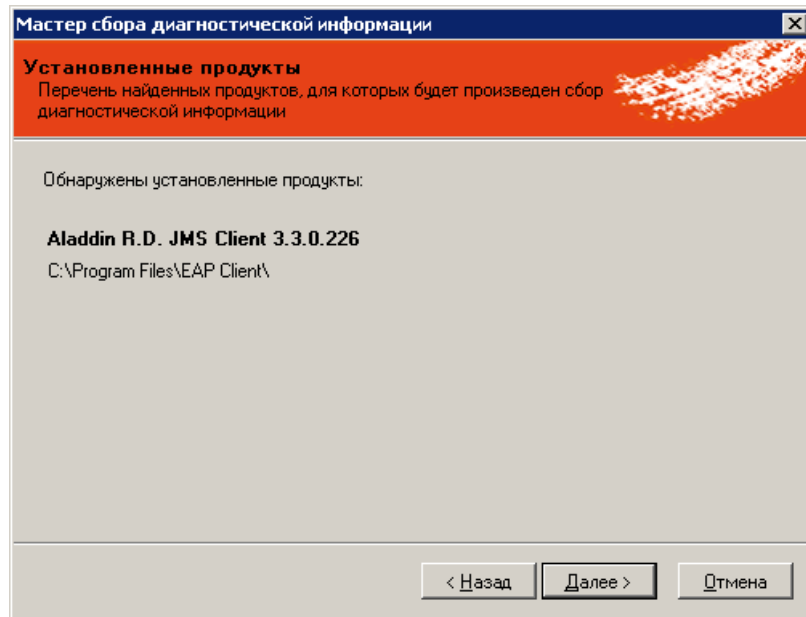 Мастер сбора диагностической информации
Установленные продукты
Перечень найденных продуктов, для которых будет произведен сбор
диагностической информации
Обнаружены установленные продукты:
Aladdin R.D. JMS Client 3.3.0.226
C:\Program Files\EAP Client\
< Назад Далее > Отмена